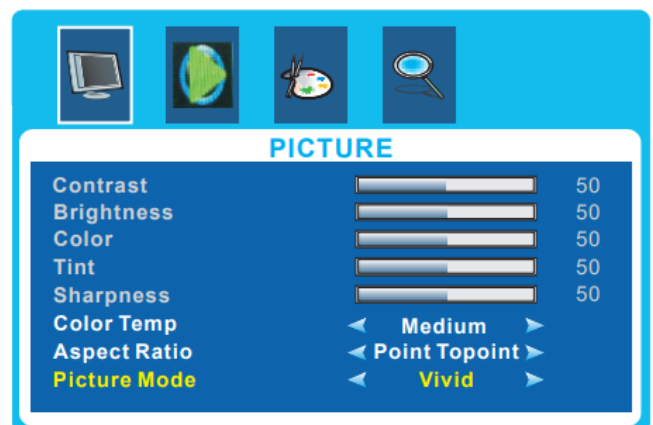 PICTURE
Contrast 50
Brightness 50
Color 50
Tint 50
Sharpness 50
Color Temp Medium
Aspect Ratio Point Topoint
Picture Mode Vivid